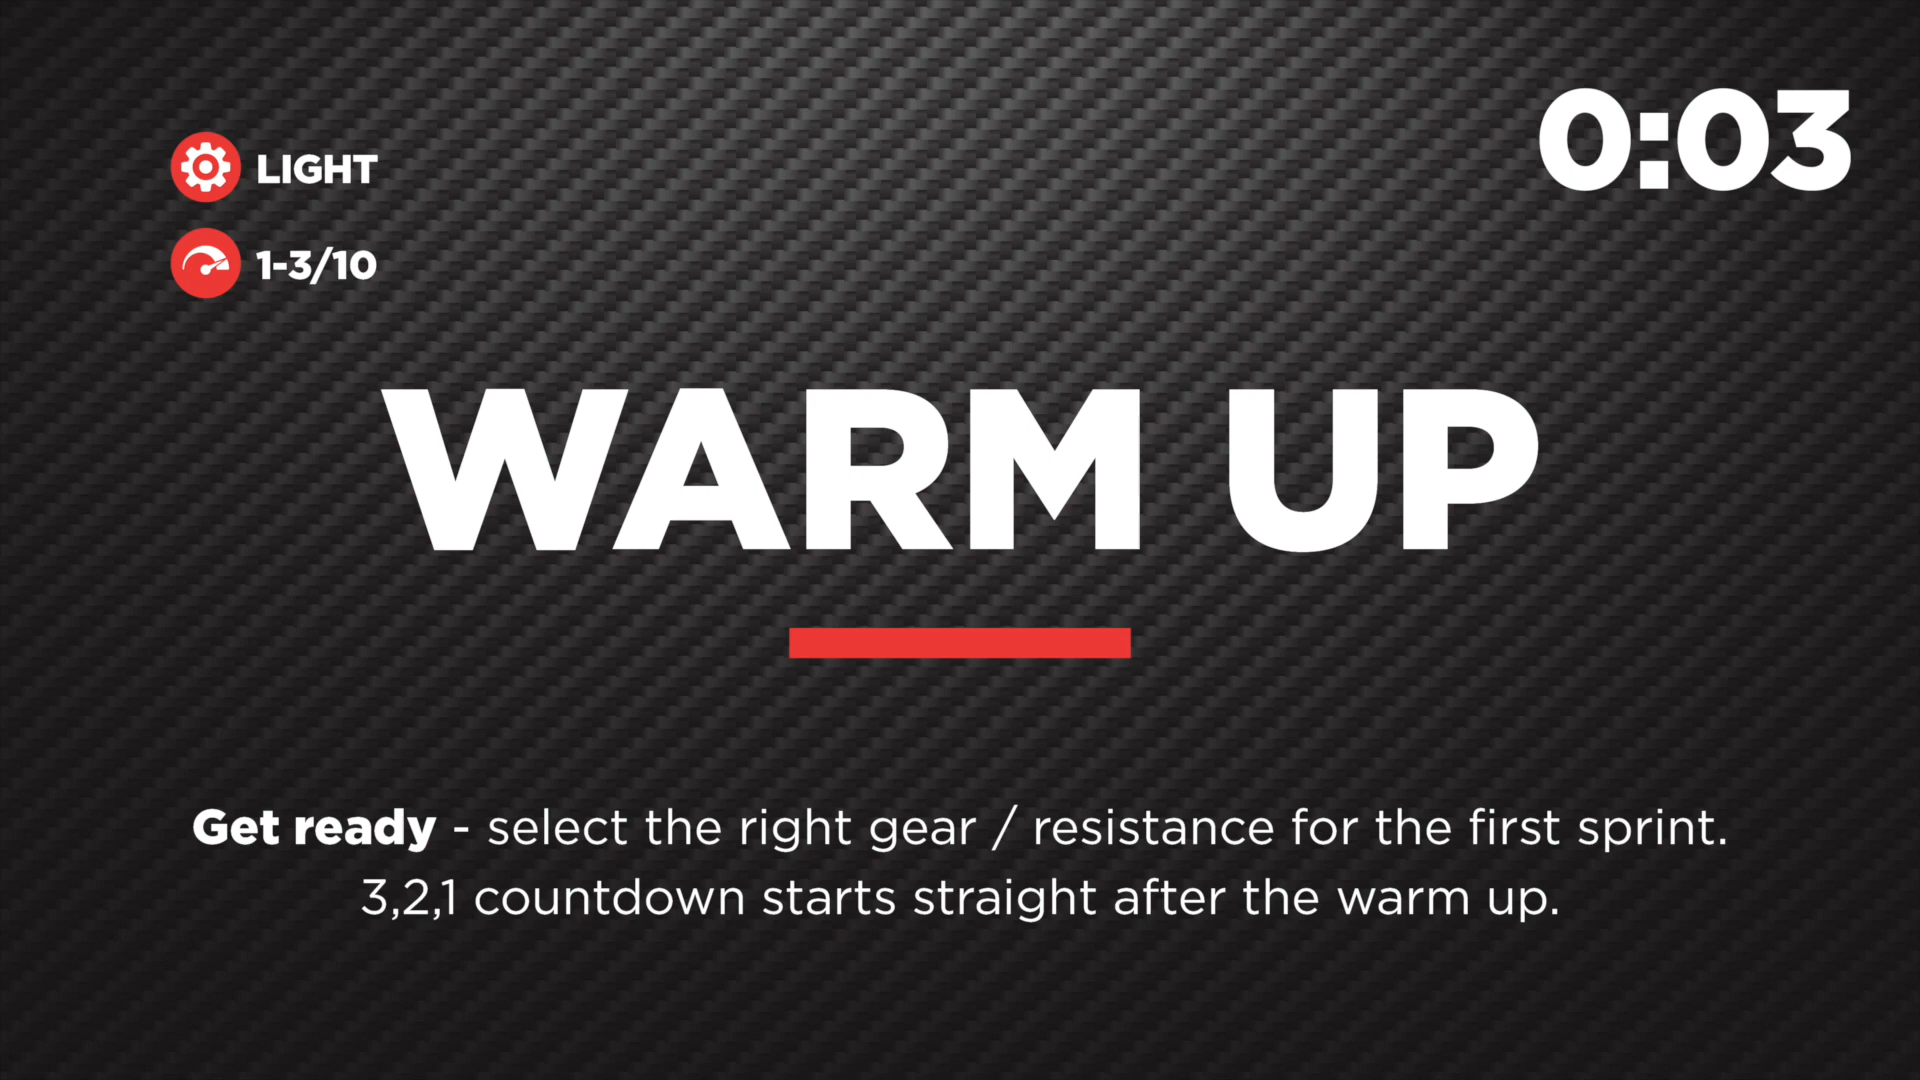 0:03
LIGHT
1-3/10
WARM UP
Get ready - select the right gear / resistance for the first sprint.
3,2,1 countdown starts straight after the warm up.